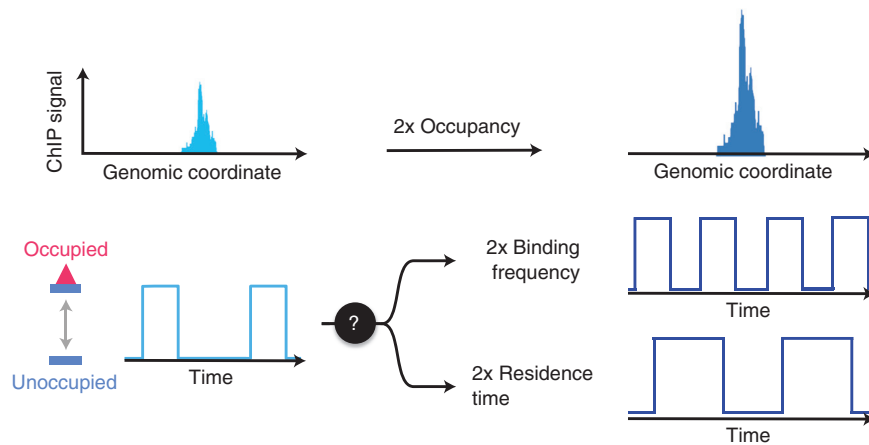 ChIP signal
Genomic coordinate
2x Occupancy
Genomic coordinate
Occupied
Unoccupied
Time
?
2x Binding
frequency
2x Residence
time
Time
Time